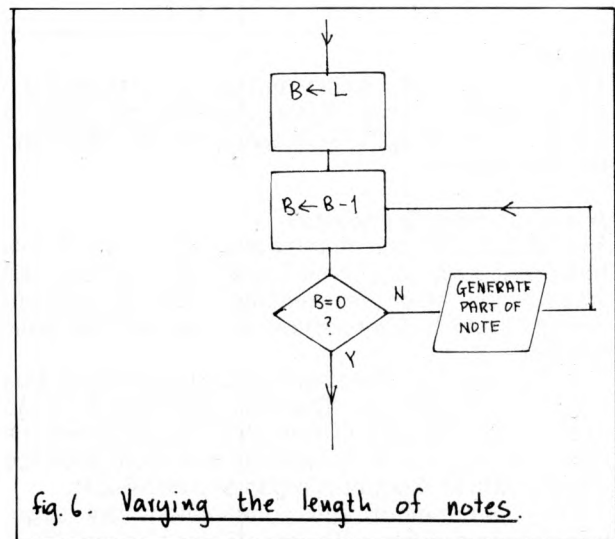 B ← L
B ← B - 1
B=0
?
N
Y
GENERATE
PART OF
NOTE
fig. 6. Varying the length of notes.